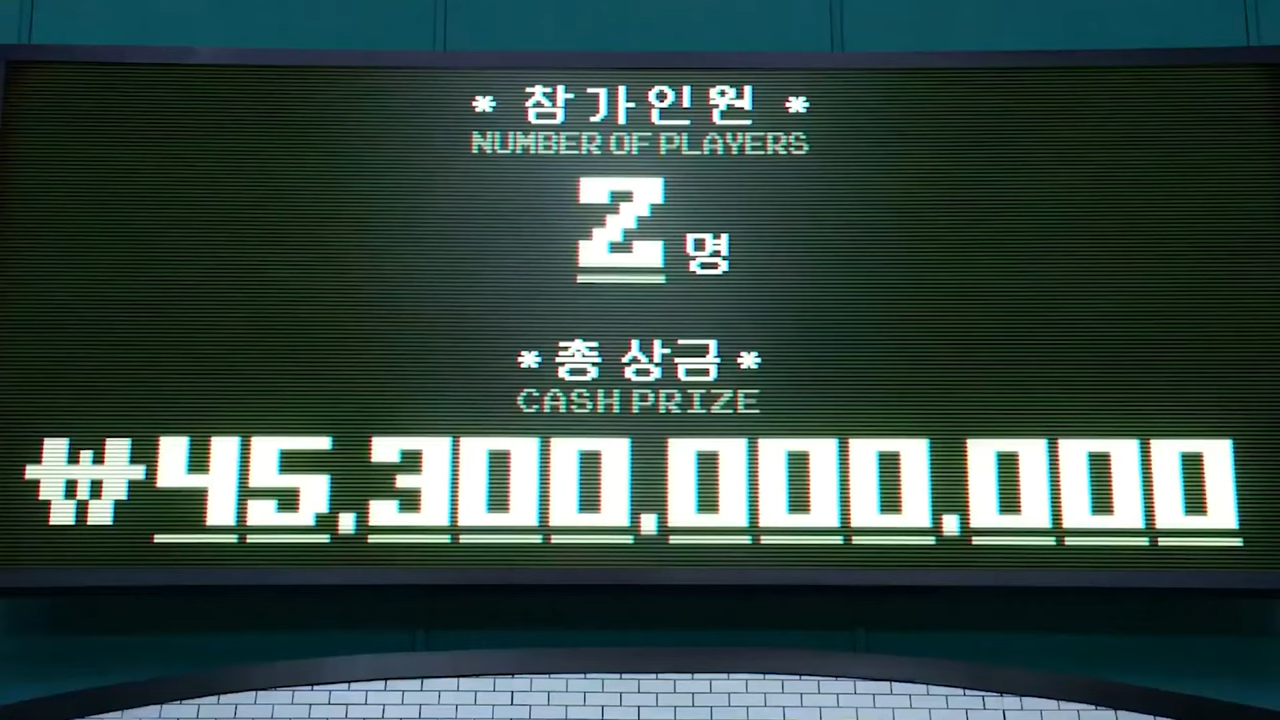 * 참가인원 *
NUMBER OF PLAYERS
2 명
* 총 상금 *
CASH PRIZE
₩45.300.000.000